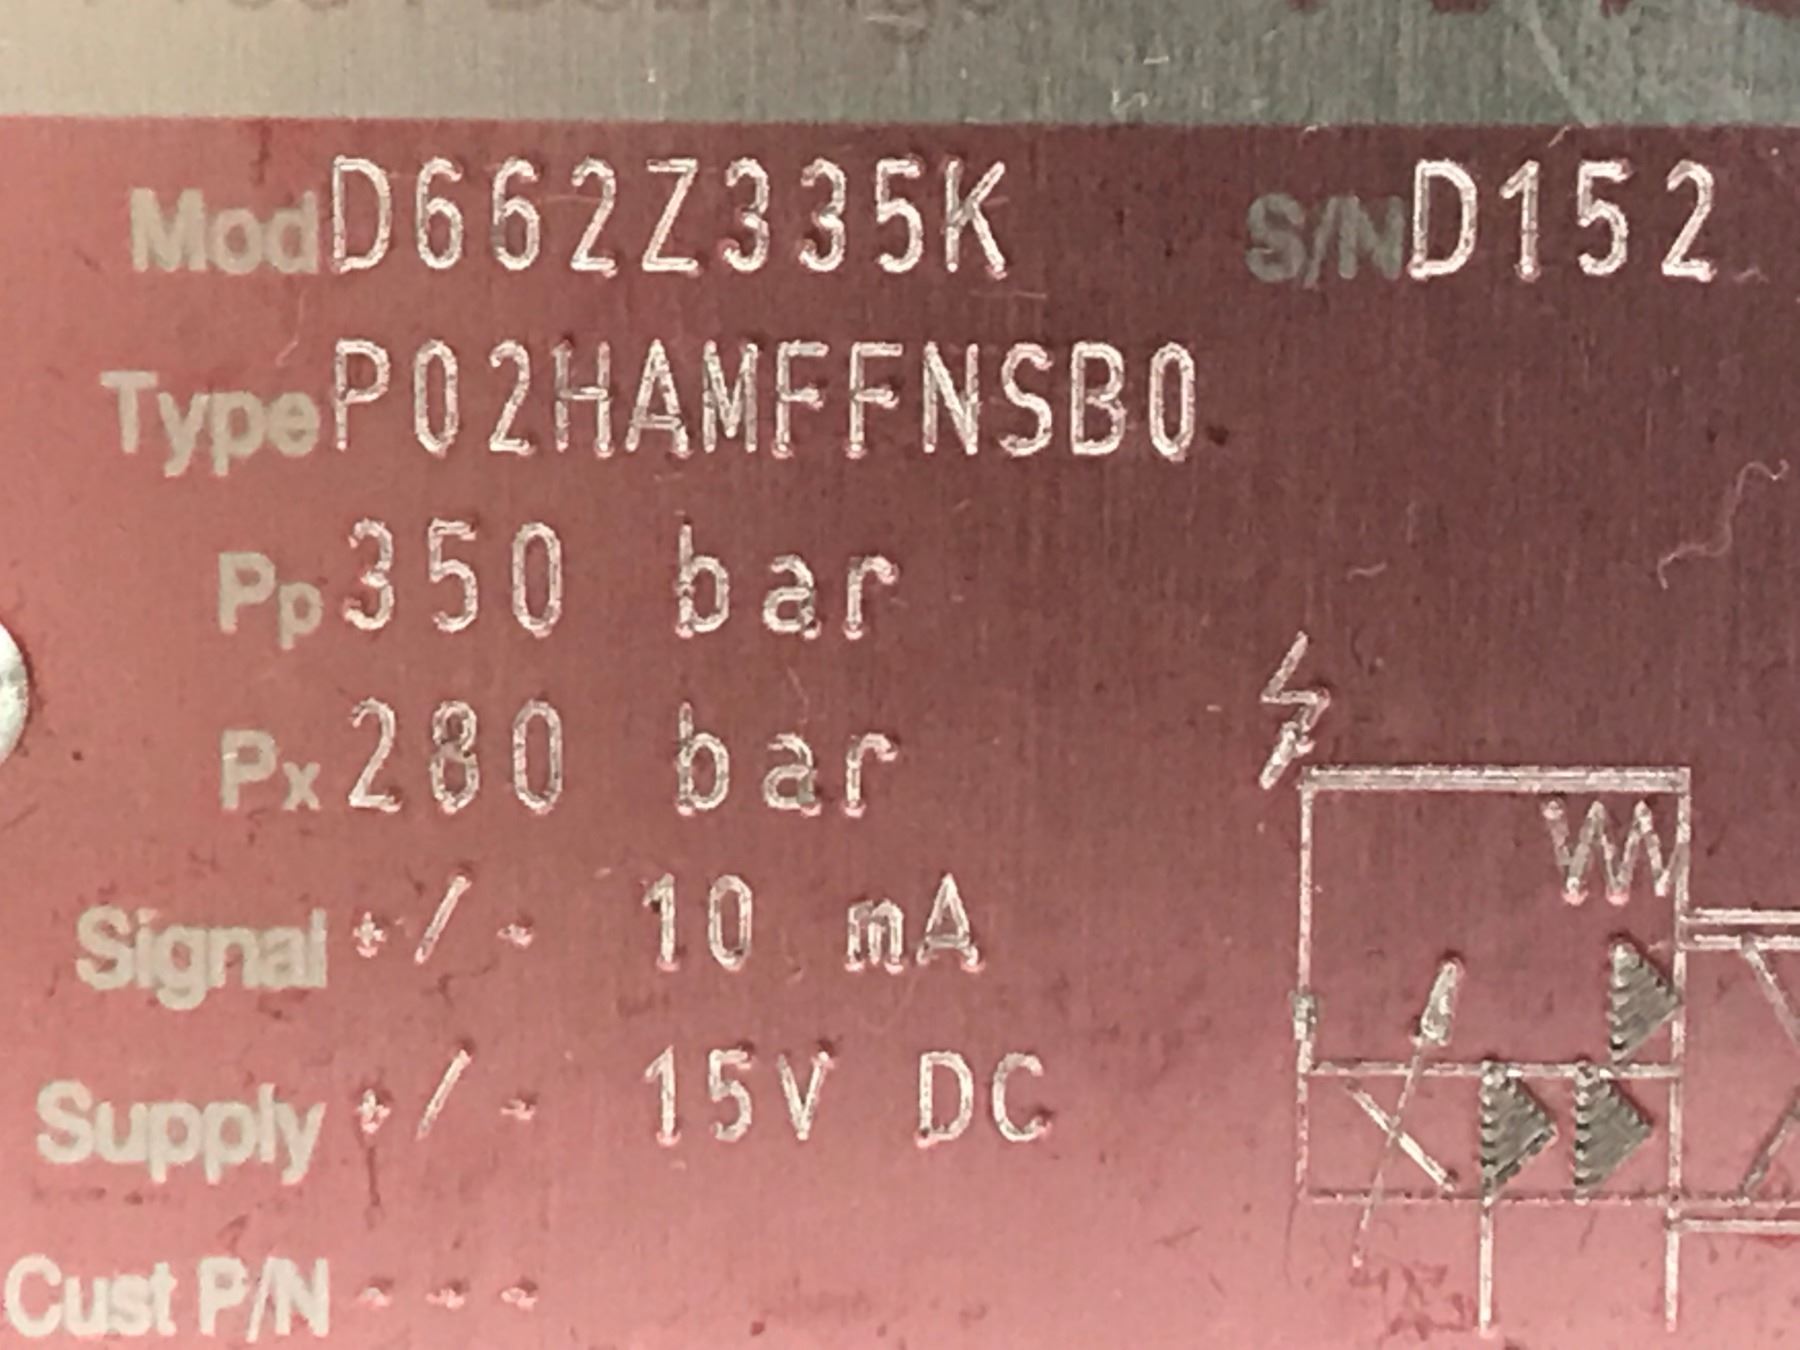 Mod D662Z335K S/N D152
Type P02HAMFFNSB0
Pp 350 bar
Px 280 bar
Signal +/- 10 mA
Supply +/- 15V DC
Cust P/N - - -